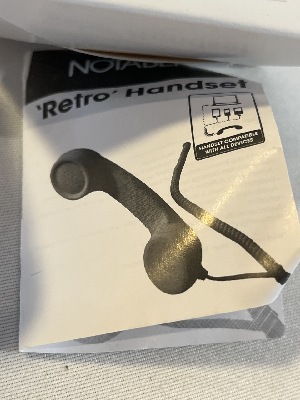 'Retro' Handset
HANDSET COMPATIBLE
WITH ALL DEVICES